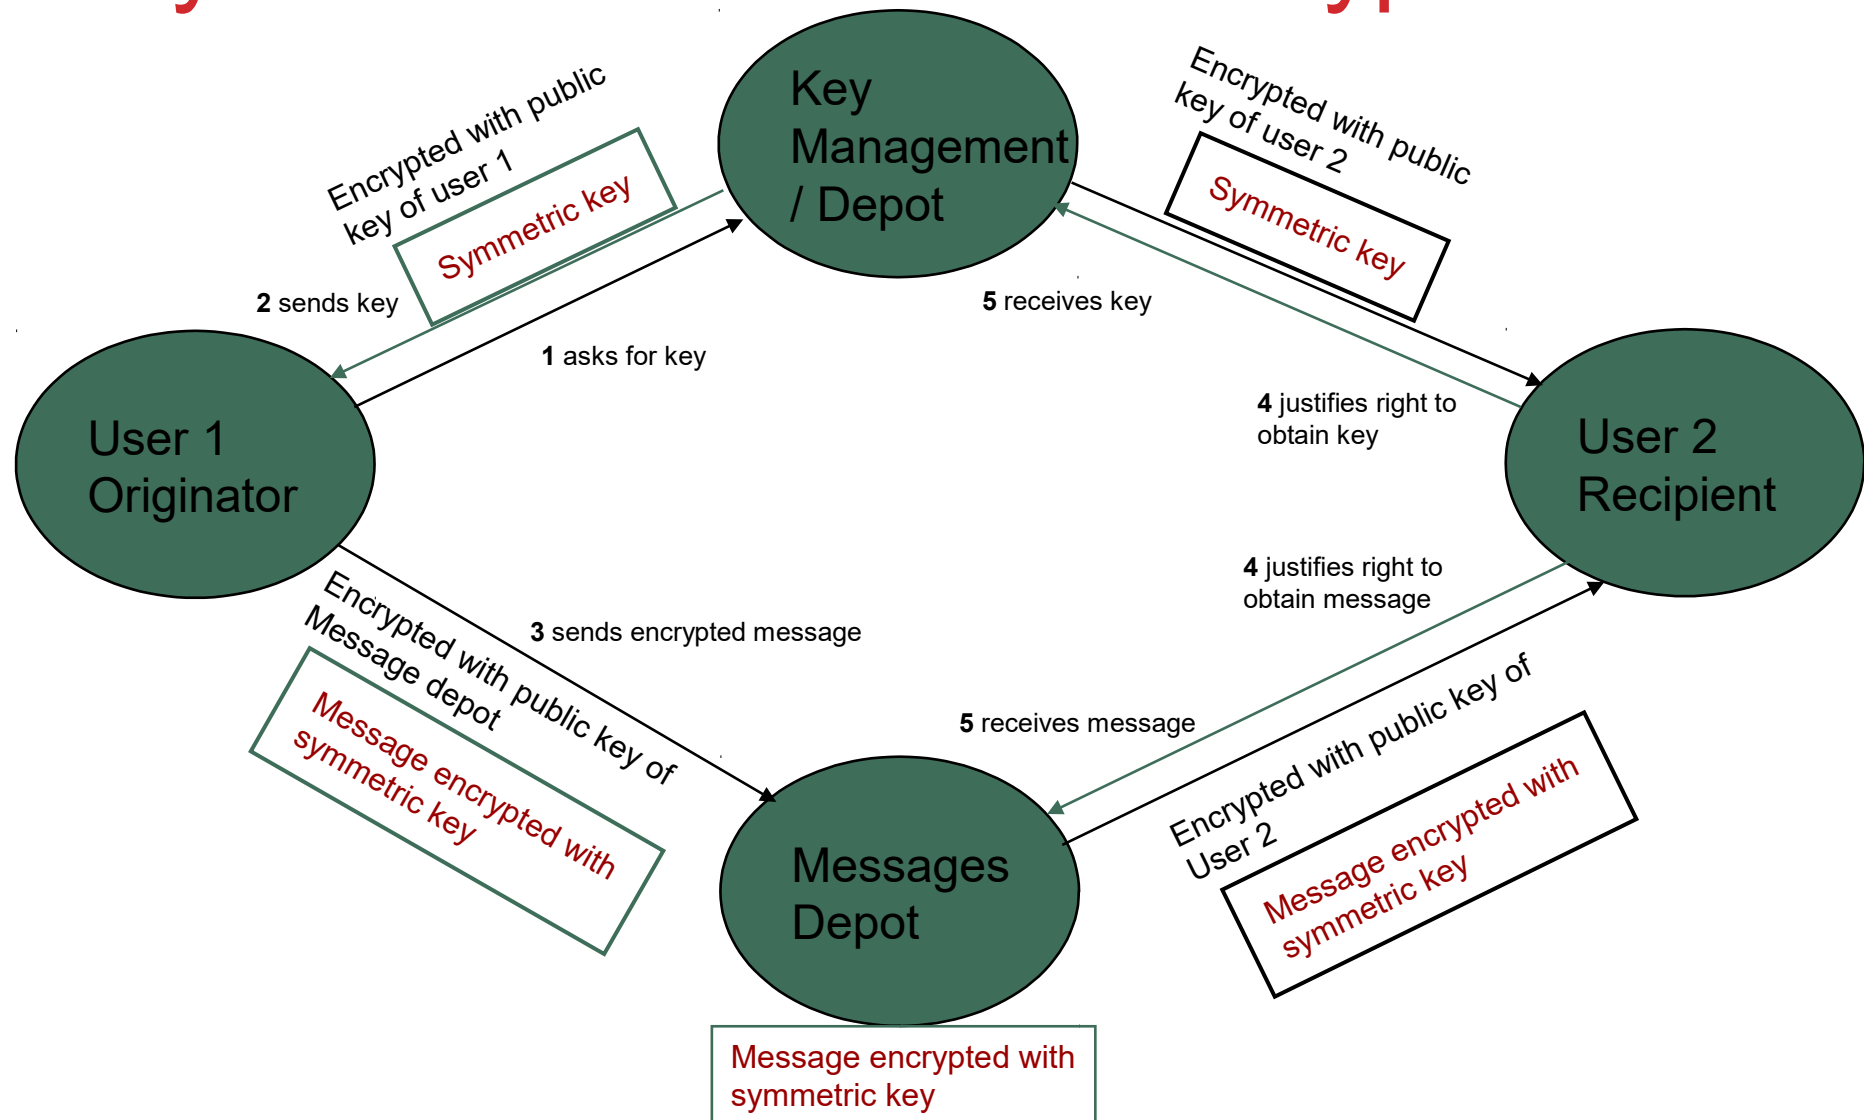 Key
Management
/ Depot
Encrypted with public
key of user 1
Symmetric key
Encrypted with public
key of user 2
Symmetric key
2 sends key
1 asks for key
5 receives key
4 justifies right to
obtain key
User 1
Originator
User 2
Recipient
4 justifies right to
obtain message
3 sends encrypted message
Encrypted with public key of
Message depot
Message encrypted with
symmetric key
5 receives message
Encrypted with public key of
User 2
Message encrypted with
symmetric key
Messages
Depot
Message encrypted with
symmetric key